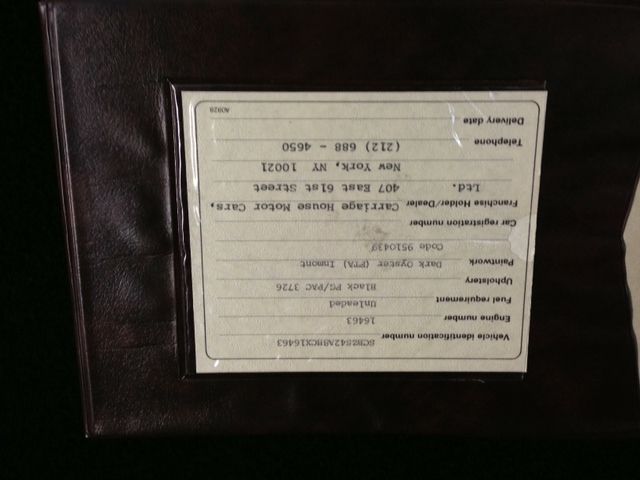 Vehicle identification number SCBZS42A8HCX16463
Engine number 16463
Fuel requirement Unleaded
Upholstery Black PG/PAC 3726
Paintwork Dark Oyster (PTA) Inmont
Code 9510439
Car registration number
Franchise Holder/Dealer Carriage House Motor Cars,
Ltd. 407 East 61st Street
New York, NY 10021
Telephone (212) 688 - 4650
Delivery date